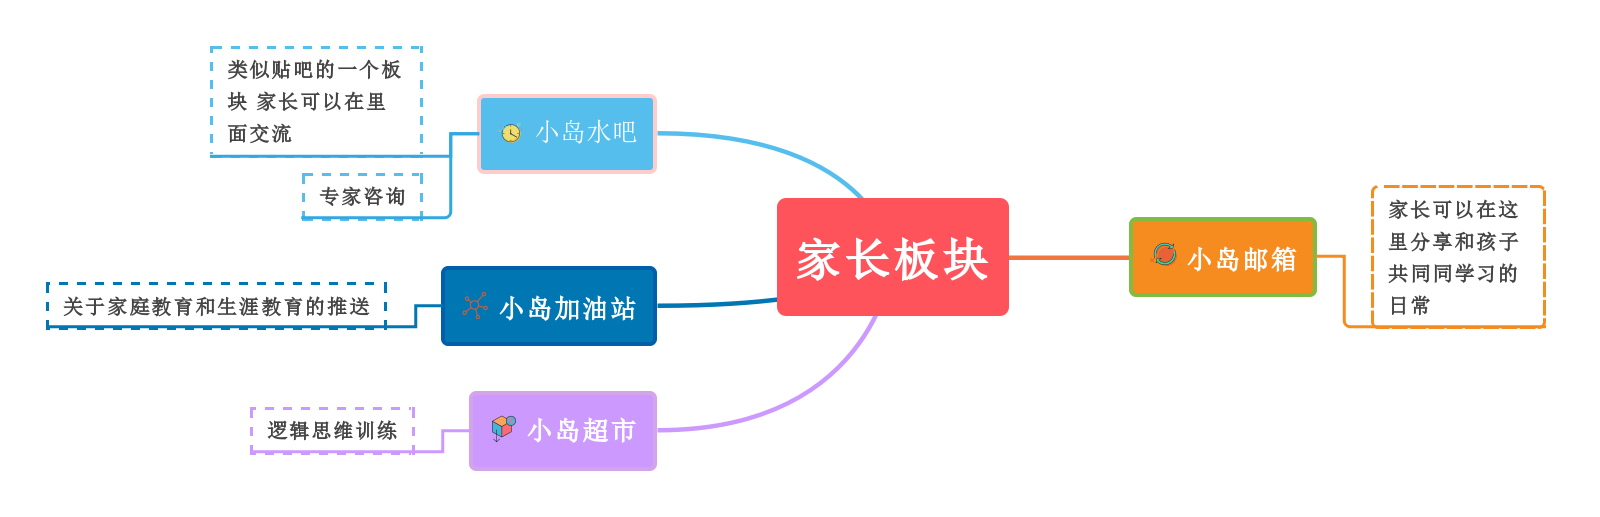 类似贴吧的一个板
块 家长可以在里
面交流
小岛水吧
专家咨询
家长板块
家长可以在这
里分享和孩子
共同同学习的
日常
小岛邮箱
关于家庭教育和生涯教育的推送
小岛加油站
逻辑思维训练
小岛超市